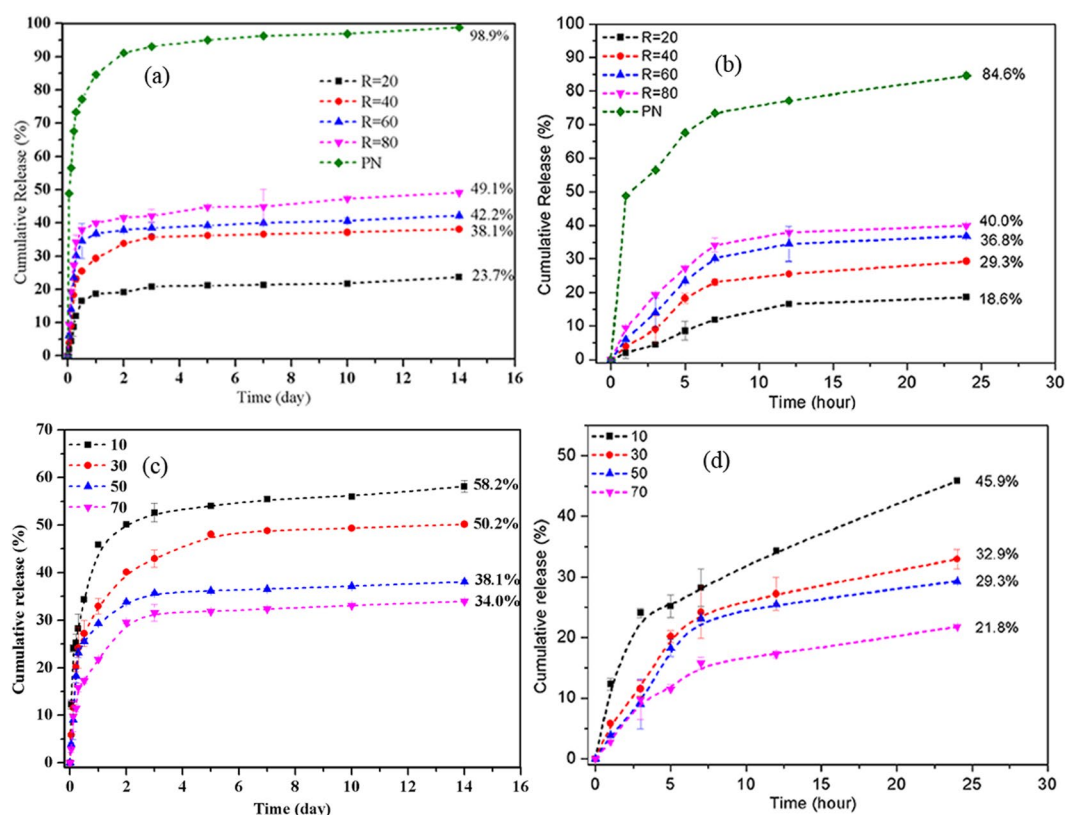 100
90
80
70
60
50
40
30
20
10
0
Cumulative Release (%)
(a)
R=20
R=40
R=60
R=80
PN
98.9%
49.1%
42.2%
38.1%
23.7%
0 2 4 6 8 10 12 14 16
Time (day)
100
90
80
70
60
50
40
30
20
10
0
Cumulative Release (%)
R=20
R=40
R=60
R=80
PN
(b)
84.6%
40.0%
36.8%
29.3%
18.6%
0 5 10 15 20 25 30
Time (hour)
70
60
50
40
30
20
10
0
Cumulative release (%)
10
30
50
70
(c)
58.2%
50.2%
38.1%
34.0%
0 2 4 6 8 10 12 14 16
Time (day)
50
40
30
20
10
0
Cumulative release (%)
10
30
50
70
(d)
45.9%
32.9%
29.3%
21.8%
0 5 10 15 20 25 30
Time (hour)